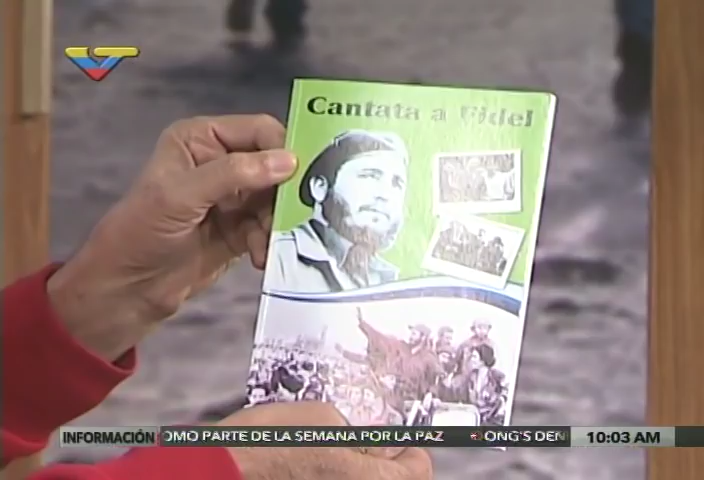 Cantata a Fidel
INFORMACIÓN OMO PARTE DE LA SEMANA POR LA PAZ ONG'S DEN 10:03 AM